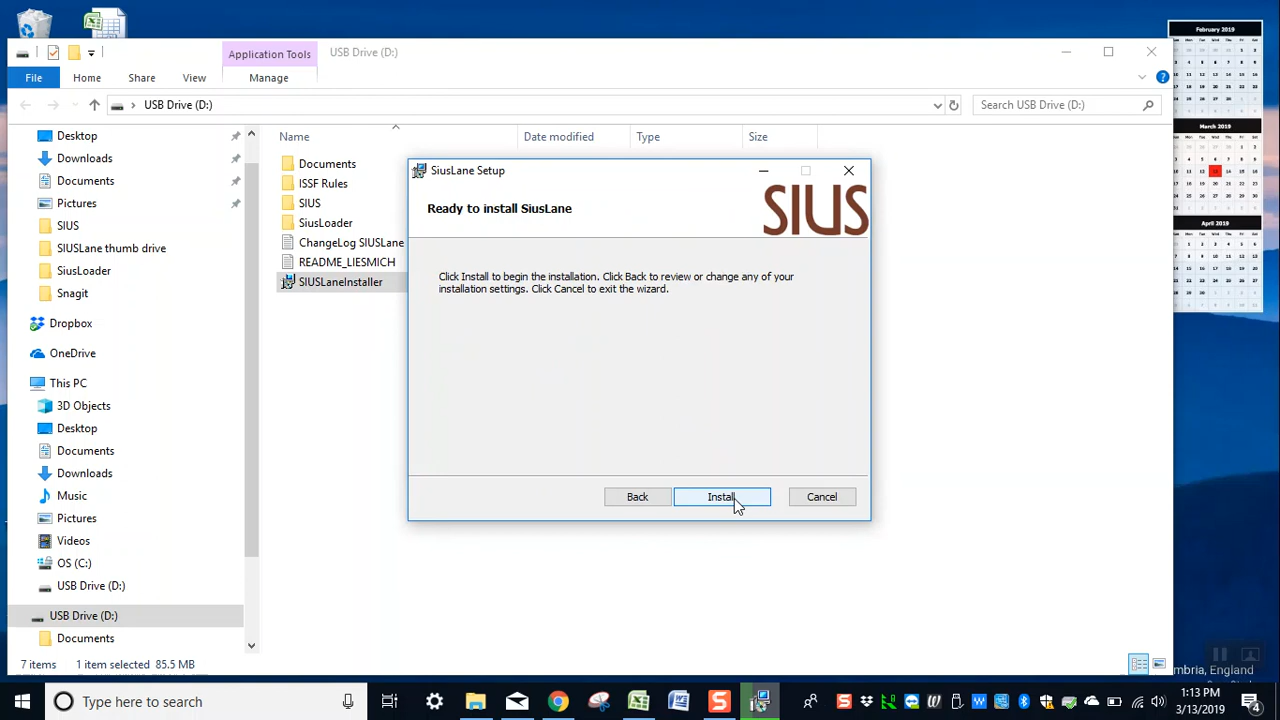 February 2019
Application Tools
USB Drive (D:)
File
Home
Share
View
Manage
USB Drive (D:)
Search USB Drive (D:)
Desktop
Downloads
Documents
Pictures
SIUS
SIUSLane thumb drive
SiusLoader
Snagit
Dropbox
OneDrive
This PC
3D Objects
Desktop
Documents
Downloads
Music
Pictures
Videos
OS (C:)
USB Drive (D:)
USB Drive (D:)
Documents
Name
Date modified
Type
Size
Documents
ISSF Rules
SIUS
SiusLoader
ChangeLog SIUSLane
README_LIESMICH
SIUSLaneInstaller
SiusLane Setup
SIUS
Ready to install SiusLane
Click Install to begin the installation. Click Back to review or change any of your
installation settings. Click Cancel to exit the wizard.
Back
Install
Cancel
March 2019
April 2019
7 items
1 item selected 85.5 MB
mbria, England
Type here to search
1:13 PM
3/13/2019
4